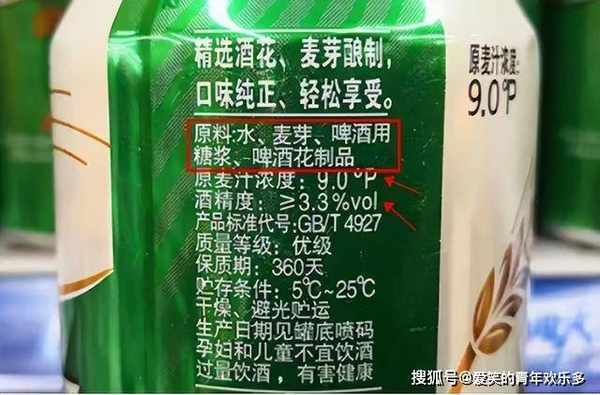 精选酒花、麦芽酿制,
口味纯正、轻松享受。
原料:水、麦芽、啤酒用
糖浆、啤酒花制品
原麦汁浓度: 9.0 °P
酒精度: ≥3.3%vol
产品标准代号:GB/T 4927
质量等级: 优级
保质期: 360天
贮存条件: 5℃~25℃
干燥、避光贮运
生产日期见罐底喷码
孕妇和儿童不宜饮酒
过量饮酒，有害健康
原麦汁浓度:
9.0°P
搜狐号@爱笑的青年欢乐多